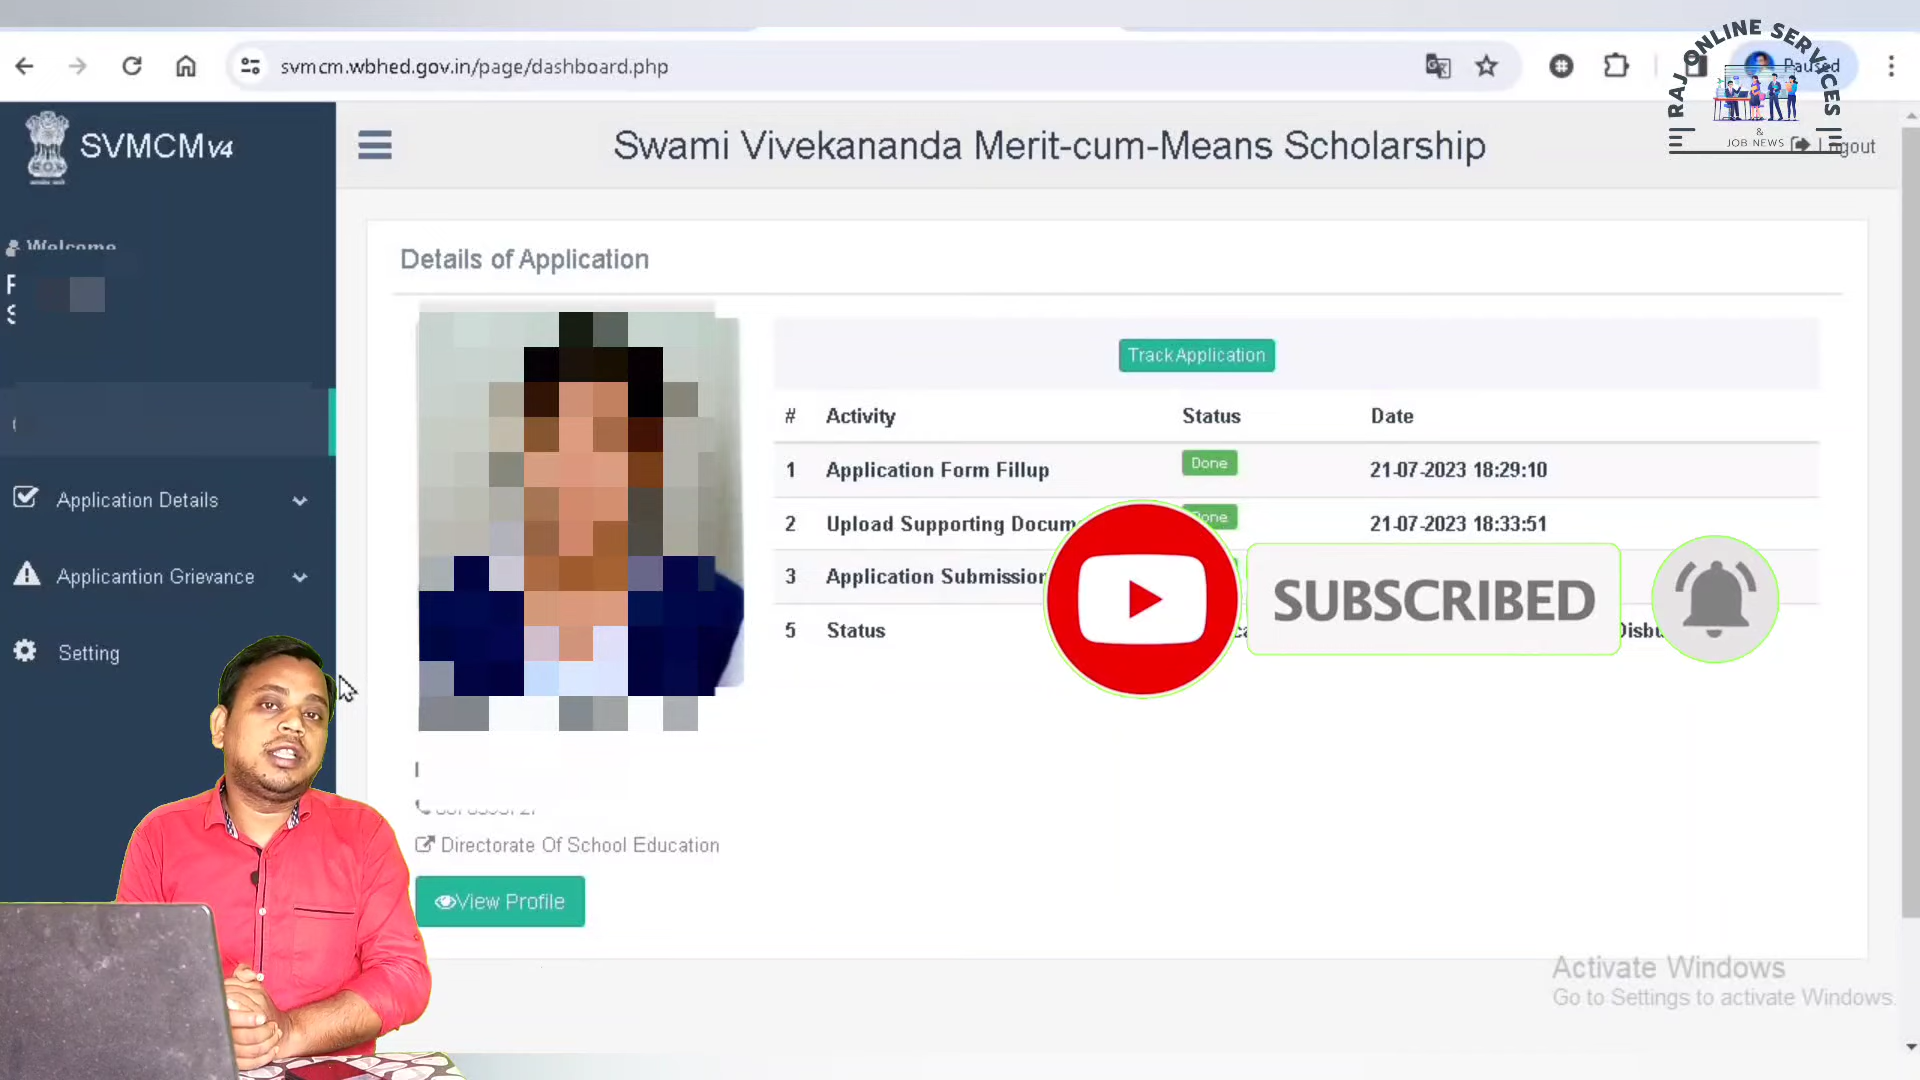 RAJ ONLINE SERVICES
& JOB NEWS
svmcm.wbhed.gov.in/page/dashboard.php
Paused
SVMCMV4
Swami Vivekananda Merit-cum-Means Scholarship
Logout
Welcome
Details of Application
Track Application
# Activity Status Date
1 Application Form Fillup Done 21-07-2023 18:29:10
2 Upload Supporting Docum Done 21-07-2023 18:33:51
3 Application Submission
5 Status
SUBSCRIBED
Application Details
Applicantion Grievance
Setting
Directorate Of School Education
View Profile
Activate Windows
Go to Settings to activate Windows.